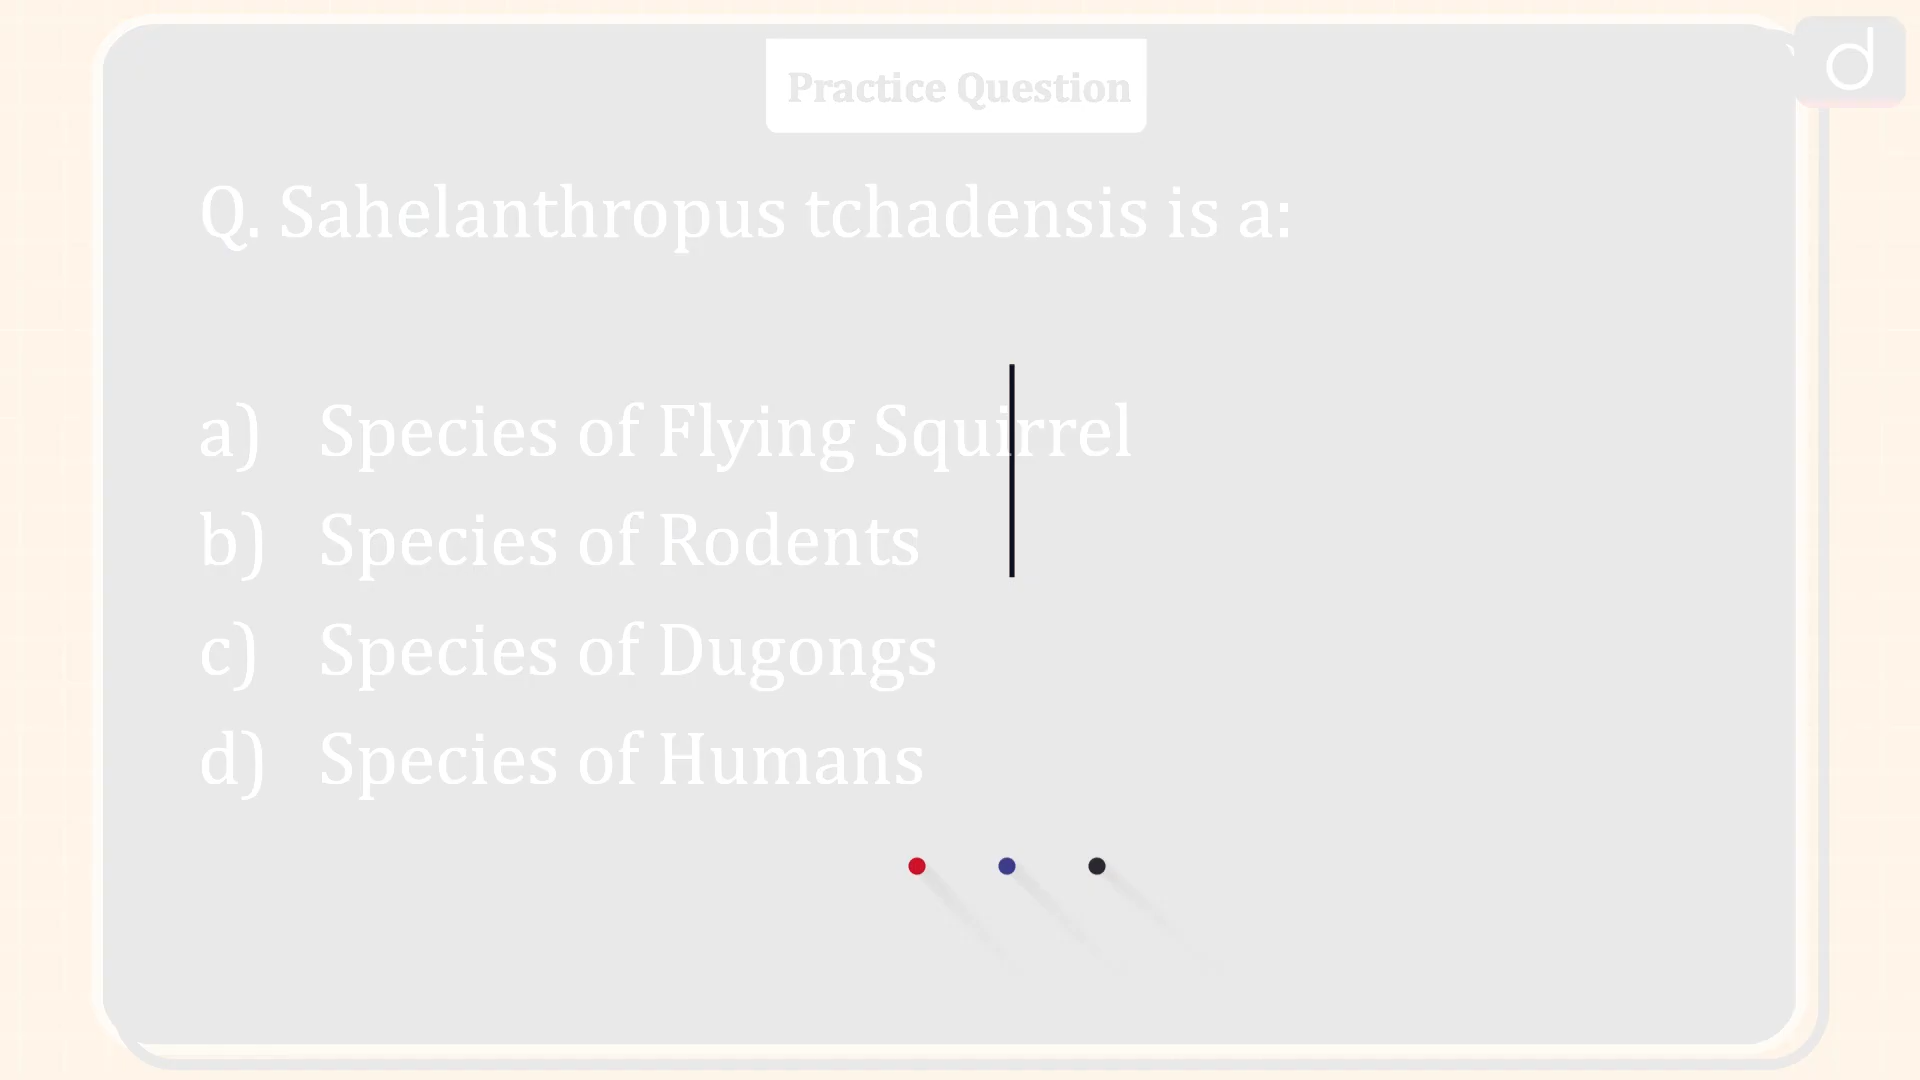 Practice Question
d
Q. Sahelanthropus tchadensis is a:
a) Species of Flying Squirrel
b) Species of Rodents
c) Species of Dugongs
d) Species of Humans